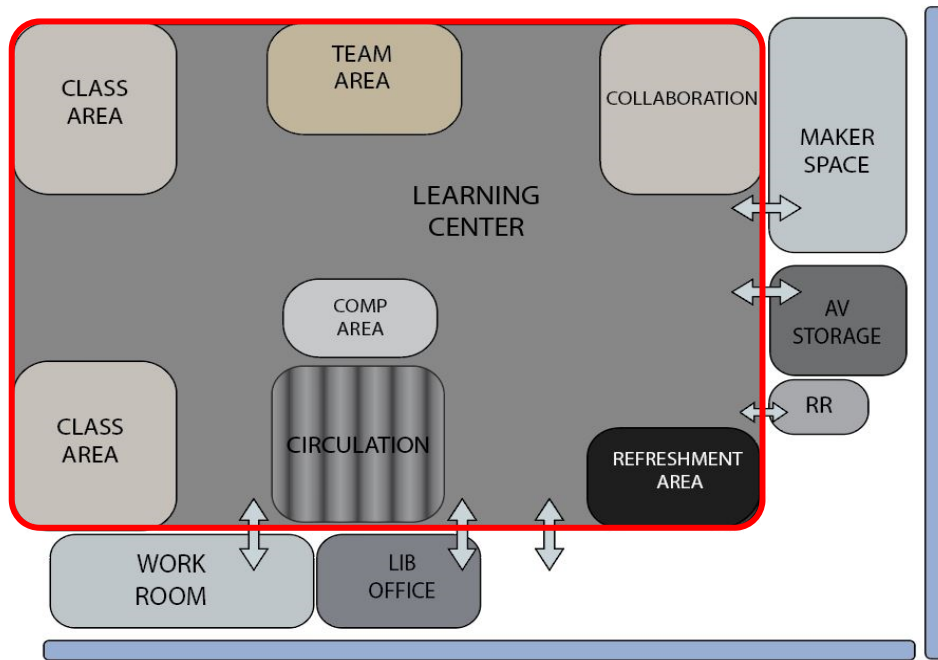 CLASS
AREA
TEAM
AREA
COLLABORATION
MAKER
SPACE
LEARNING
CENTER
COMP
AREA
AV
STORAGE
RR
CLASS
AREA
CIRCULATION
REFRESHMENT
AREA
WORK
ROOM
LIB
OFFICE